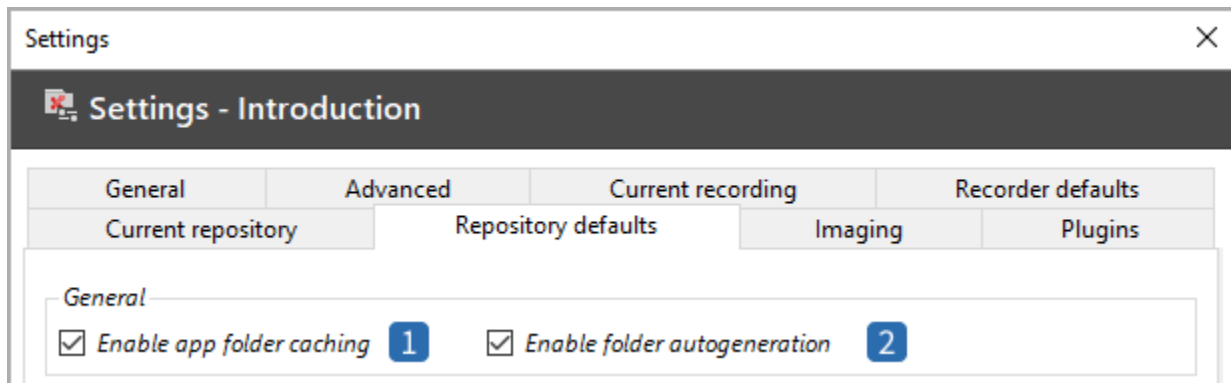 Settings
Settings - Introduction
General Advanced Current recording Recorder defaults
Current repository Repository defaults Imaging Plugins
General
Enable app folder caching 1 Enable folder autogeneration 2